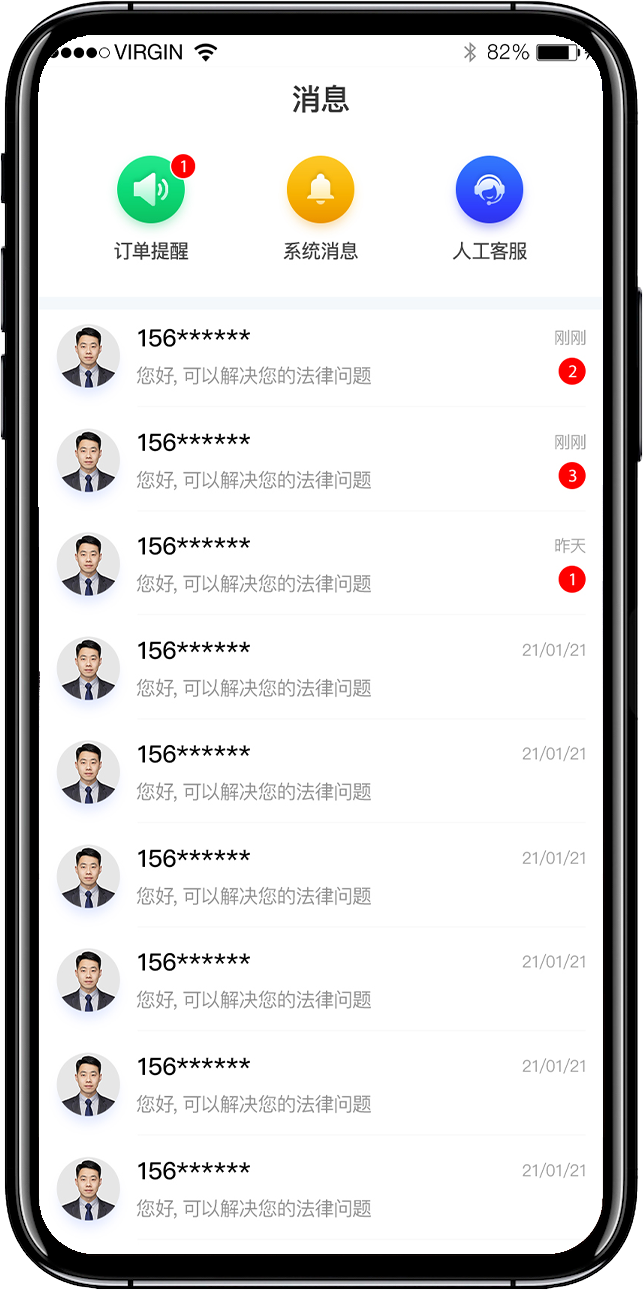 VIRGIN 82%
消息
1
订单提醒 系统消息 人工客服
156****** 刚刚
您好, 可以解决您的法律问题 2
156****** 刚刚
您好, 可以解决您的法律问题 3
156****** 昨天
您好, 可以解决您的法律问题 1
156****** 21/01/21
您好, 可以解决您的法律问题
156****** 21/01/21
您好, 可以解决您的法律问题
156****** 21/01/21
您好, 可以解决您的法律问题
156****** 21/01/21
您好, 可以解决您的法律问题
156****** 21/01/21
您好, 可以解决您的法律问题
156****** 21/01/21
您好, 可以解决您的法律问题